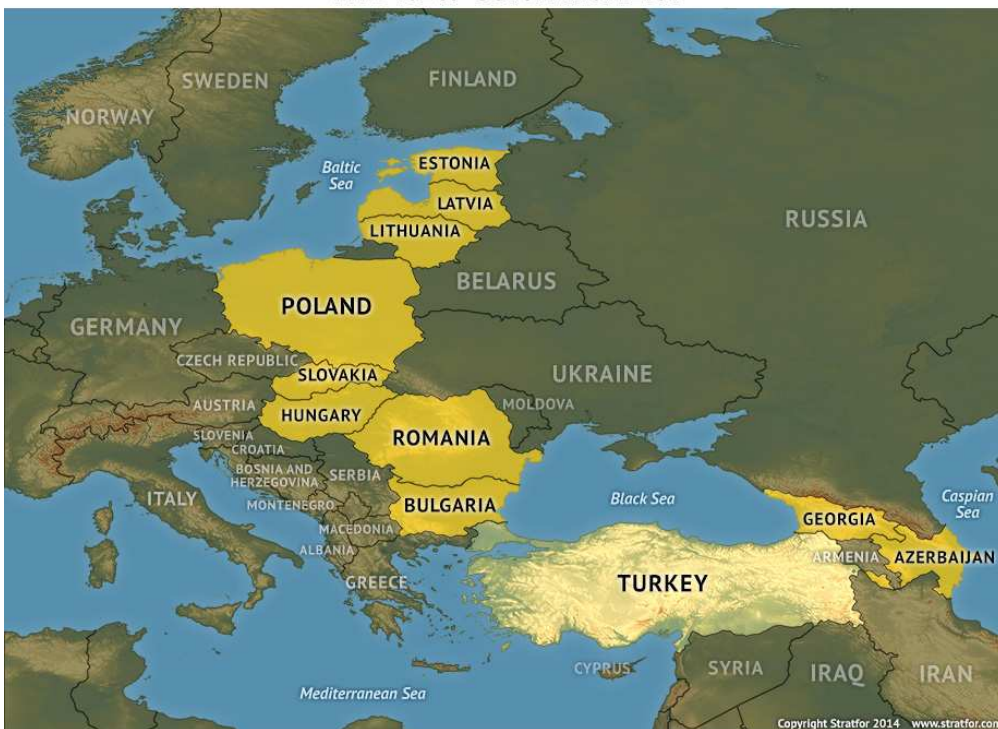 SWEDEN
FINLAND
NORWAY
Baltic
Sea
ESTONIA
LATVIA
RUSSIA
LITHUANIA
BELARUS
POLAND
GERMANY
CZECH REPUBLIC
SLOVAKIA
UKRAINE
AUSTRIA
MOLDOVA
HUNGARY
SLOVENIA
CROATIA
ROMANIA
BOSNIA AND
HERZEGOVINA
SERBIA
ITALY
MONTENEGRO
BULGARIA
Black Sea
Caspian
Sea
GEORGIA
MACEDONIA
ALBANIA
ARMENIA
AZERBAIJAN
GREECE
TURKEY
CYPRUS
SYRIA
IRAQ
IRAN
Mediterranean Sea
Copyright Stratfor 2014 www.stratfor.com